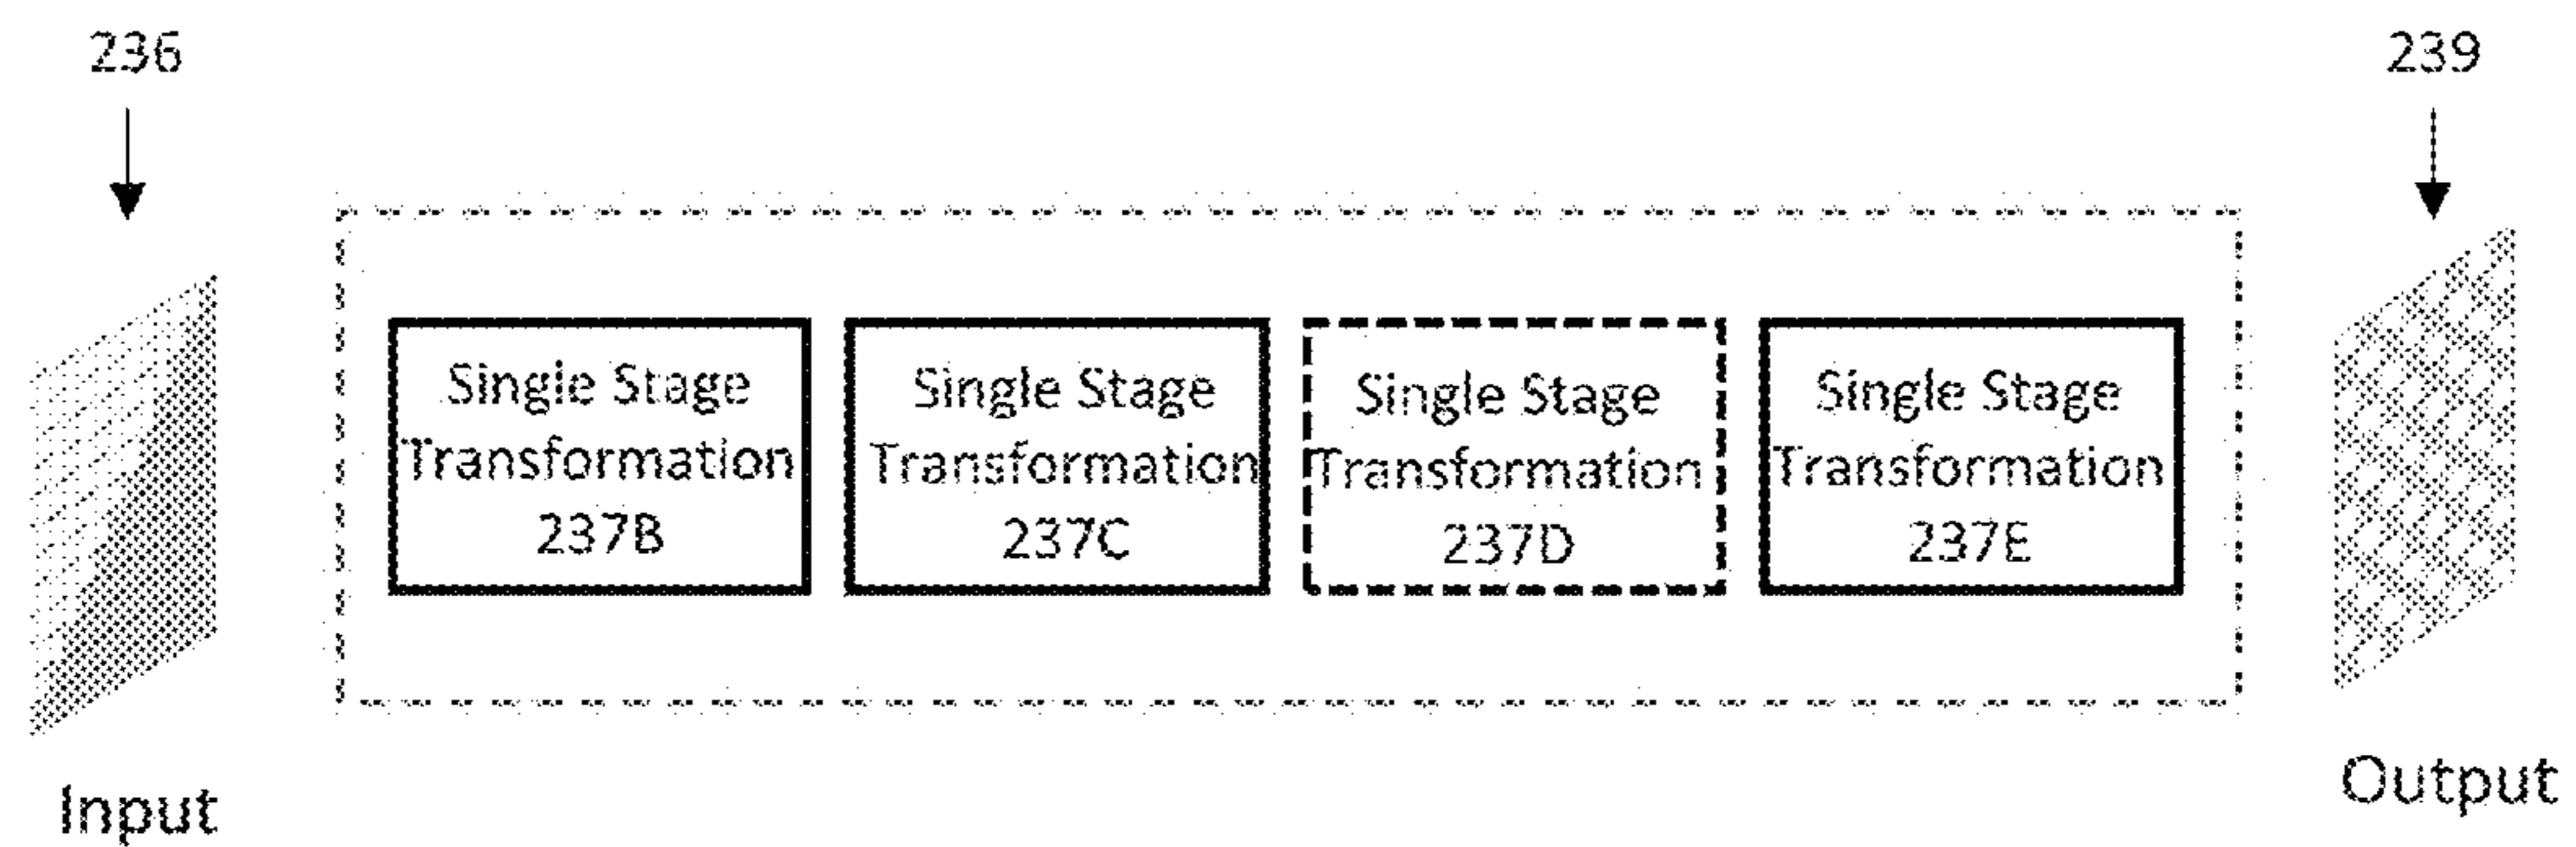 236
239
Single Stage
Transformation
237B
Single Stage
Transformation
237C
Single Stage
Transformation
237D
Single Stage
Transformation
237E
Input
Output